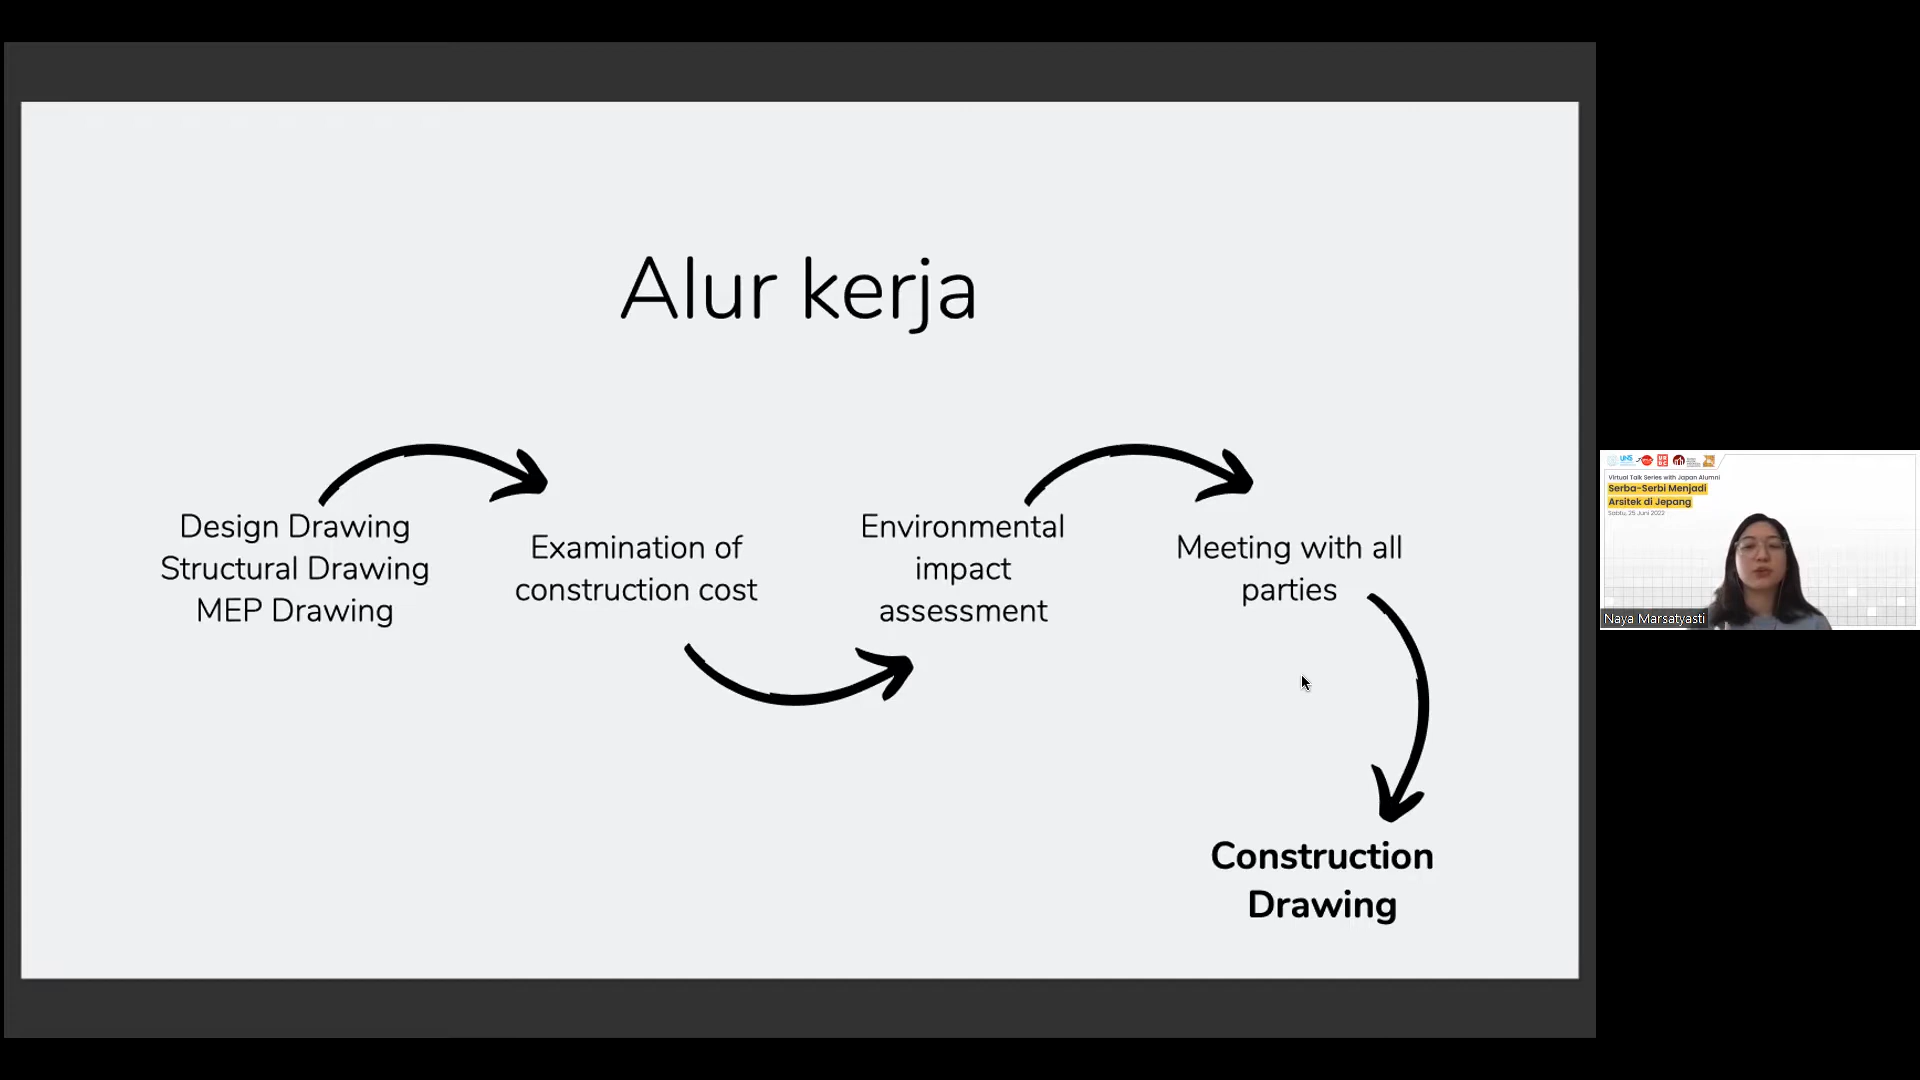 Alur kerja
Design Drawing
Structural Drawing
MEP Drawing
Examination of
construction cost
Environmental
impact
assessment
Meeting with all
parties
Construction
Drawing
UNS
Virtual Talk Series with Japan Alumni
Serba-Serbi Menjadi
Arsitek di Jepang
Sabtu, 25 Juni 2022
Naya Marsatyasti